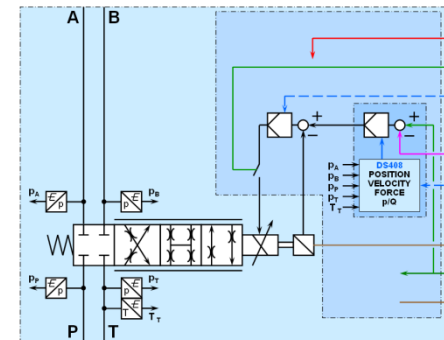 A B
+
−
+
−
DS408
POSITION
VELOCITY
FORCE
p/Q
pA
pB
pP
pT
TT
pA
p
p
pB
pP
p
p
pT
T
TT
P T